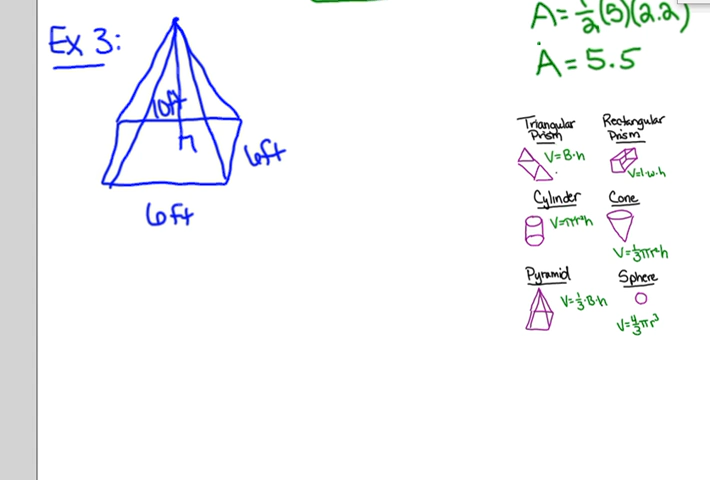 A = 1/2 (5)(2.2)
A = 5.5
Ex 3:
10ft
6ft
6ft
Triangular Prism
V=B·h
Rectangular Prism
V=l·w·h
Cylinder
V=πr²h
Cone
V=1/3πr²h
Pyramid
V=1/3·B·h
Sphere
V=4/3πr³